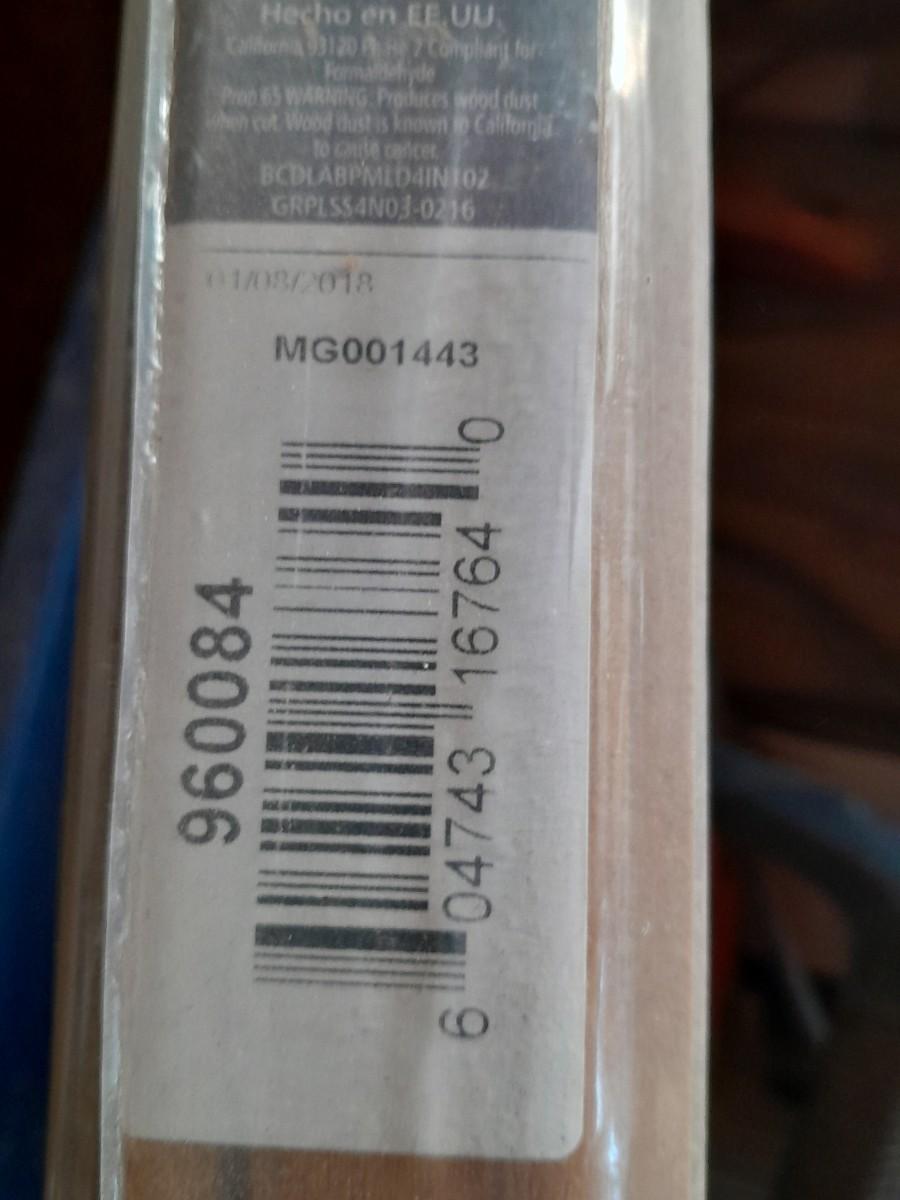 Hecho en EE.UU.
California 93120 Phase 2 Compliant for
Formaldehyde
Prop 65 WARNING: Produces wood dust
when cut. Wood dust is known to California
to cause cancer.
BCDLABPMLD4IN102
GRPLSS4N03-0216
01/08/2018
MG001443
960084
6 04743 16764 0